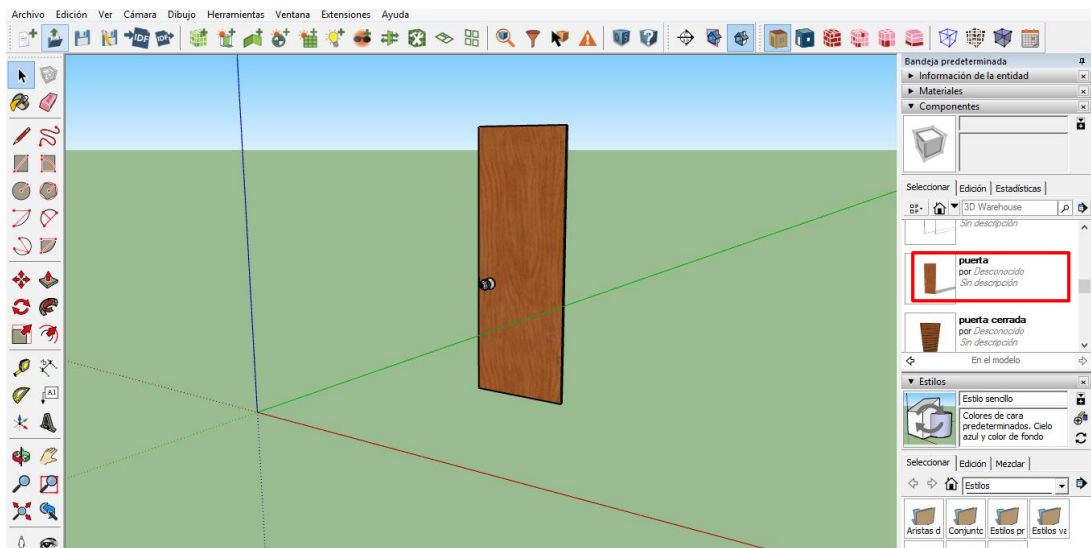 Archivo Edición Ver Cámara Dibujo Herramientas Ventana Extensiones Ayuda
Bandeja predeterminada
Información de la entidad
Materiales
Componentes
Seleccionar Edición Estadísticas
3D Warehouse
Sin descripción
puerta
por Desconocido
Sin descripción
puerta cerrada
por Desconocido
Sin descripción
En el modelo
Estilos
Estilo sencillo
Colores de cara
predeterminados. Cielo
azul y color de fondo
Seleccionar Edición Mezclar
Estilos
Aristas d Conjunto Estilos pr Estilos va
IDF IDF
A1